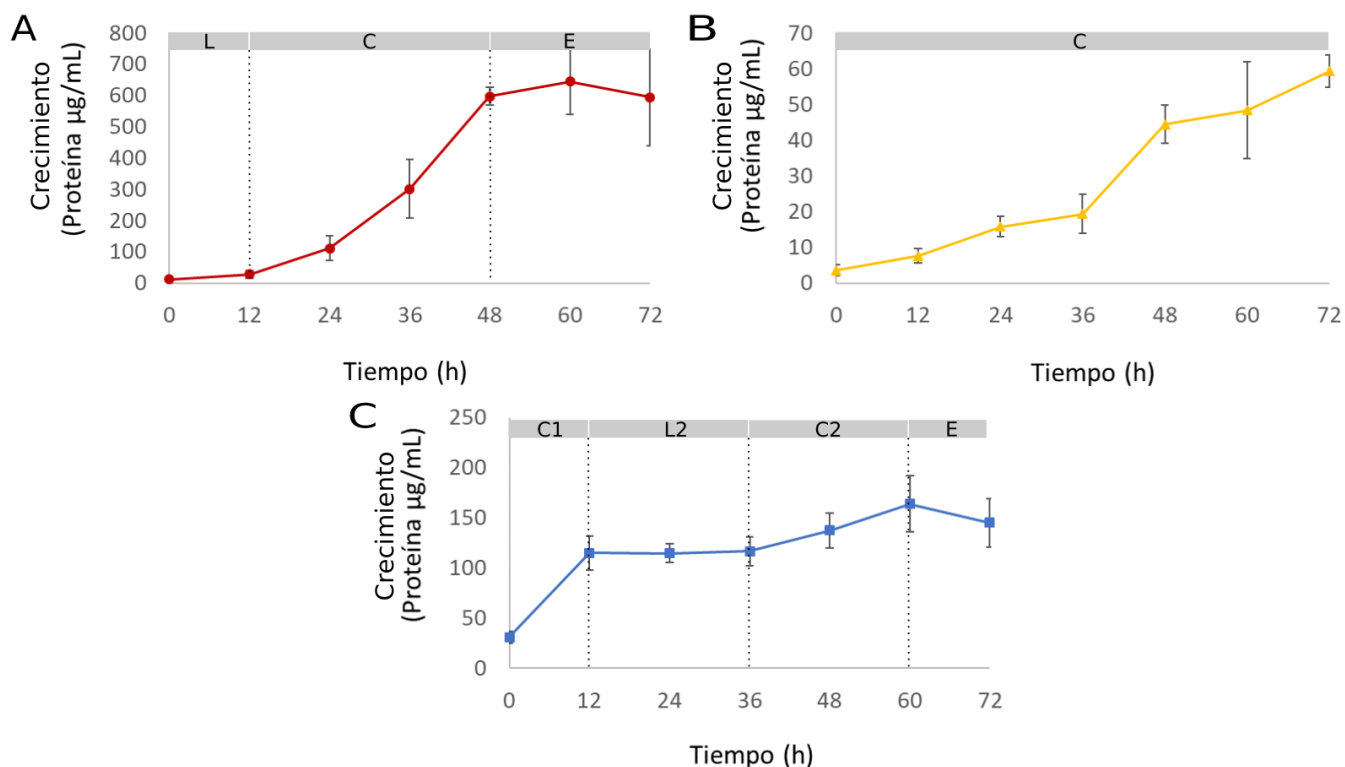 A
L C E
Crecimiento
(Proteína µg/mL)
800
700
600
500
400
300
200
100
0
0 12 24 36 48 60 72
Tiempo (h)
B
C
Crecimiento
(Proteína µg/mL)
70
60
50
40
30
20
10
0
0 12 24 36 48 60 72
Tiempo (h)
C
C1 L2 C2 E
Crecimiento
(Proteína µg/mL)
250
200
150
100
50
0
0 12 24 36 48 60 72
Tiempo (h)